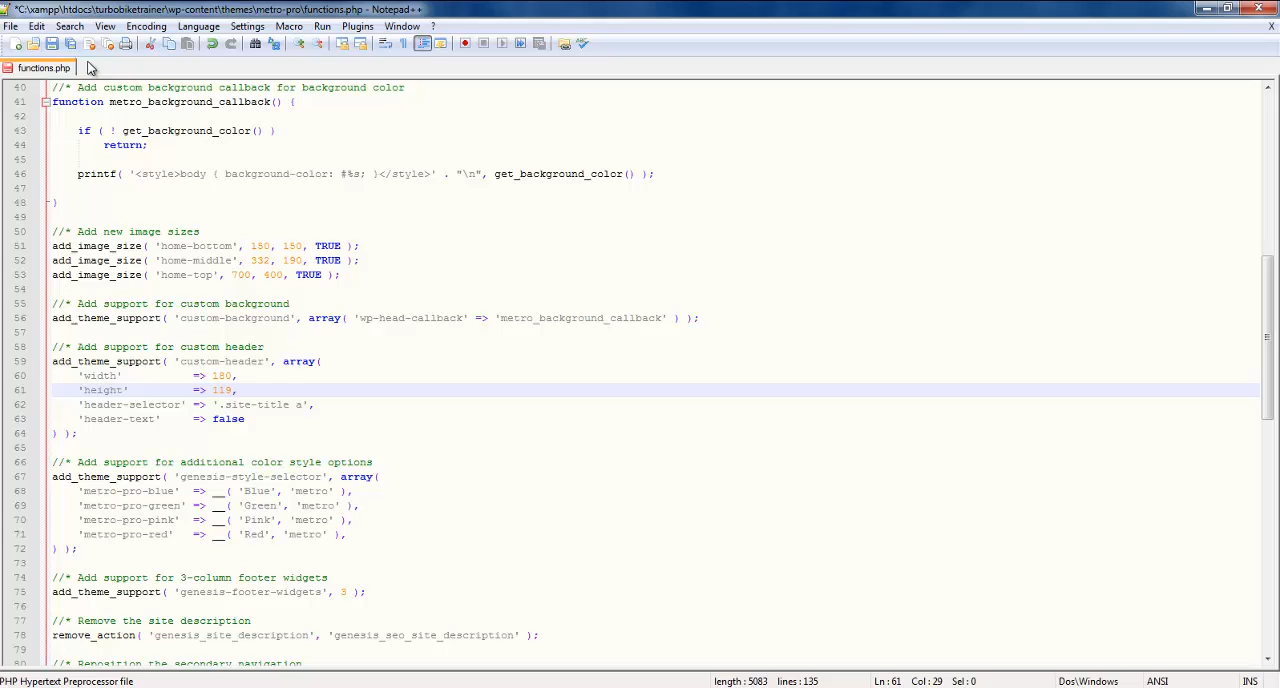 *C:\xampp\htdocs\turbobiketrainer\wp-content\themes\metro-pro\functions.php - Notepad++
File Edit Search View Encoding Language Settings Macro Run Plugins Window ? X
functions.php
40 //* Add custom background callback for background color
41 function metro_background_callback() {
42
43 if ( ! get_background_color() )
44 return;
45
46 printf( '<style>body { background-color: #%s; }</style>' . "\n", get_background_color() );
47
48 }
49
50 //* Add new image sizes
51 add_image_size( 'home-bottom', 150, 150, TRUE );
52 add_image_size( 'home-middle', 332, 190, TRUE );
53 add_image_size( 'home-top', 700, 400, TRUE );
54
55 //* Add support for custom background
56 add_theme_support( 'custom-background', array( 'wp-head-callback' => 'metro_background_callback' ) );
57
58 //* Add support for custom header
59 add_theme_support( 'custom-header', array(
60 'width' => 180,
61 'height' => 119,
62 'header-selector' => '.site-title a',
63 'header-text' => false
64 ) );
65
66 //* Add support for additional color style options
67 add_theme_support( 'genesis-style-selector', array(
68 'metro-pro-blue' => __( 'Blue', 'metro' ),
69 'metro-pro-green' => __( 'Green', 'metro' ),
70 'metro-pro-pink' => __( 'Pink', 'metro' ),
71 'metro-pro-red' => __( 'Red', 'metro' ),
72 ) );
73
74 //* Add support for 3-column footer widgets
75 add_theme_support( 'genesis-footer-widgets', 3 );
76
77 //* Remove the site description
78 remove_action( 'genesis_site_description', 'genesis_seo_site_description' );
79
80 //* Reposition the secondary navigation
PHP Hypertext Preprocessor file length : 5083 lines : 135 Ln : 61 Col : 29 Sel : 0 Dos\Windows ANSI INS